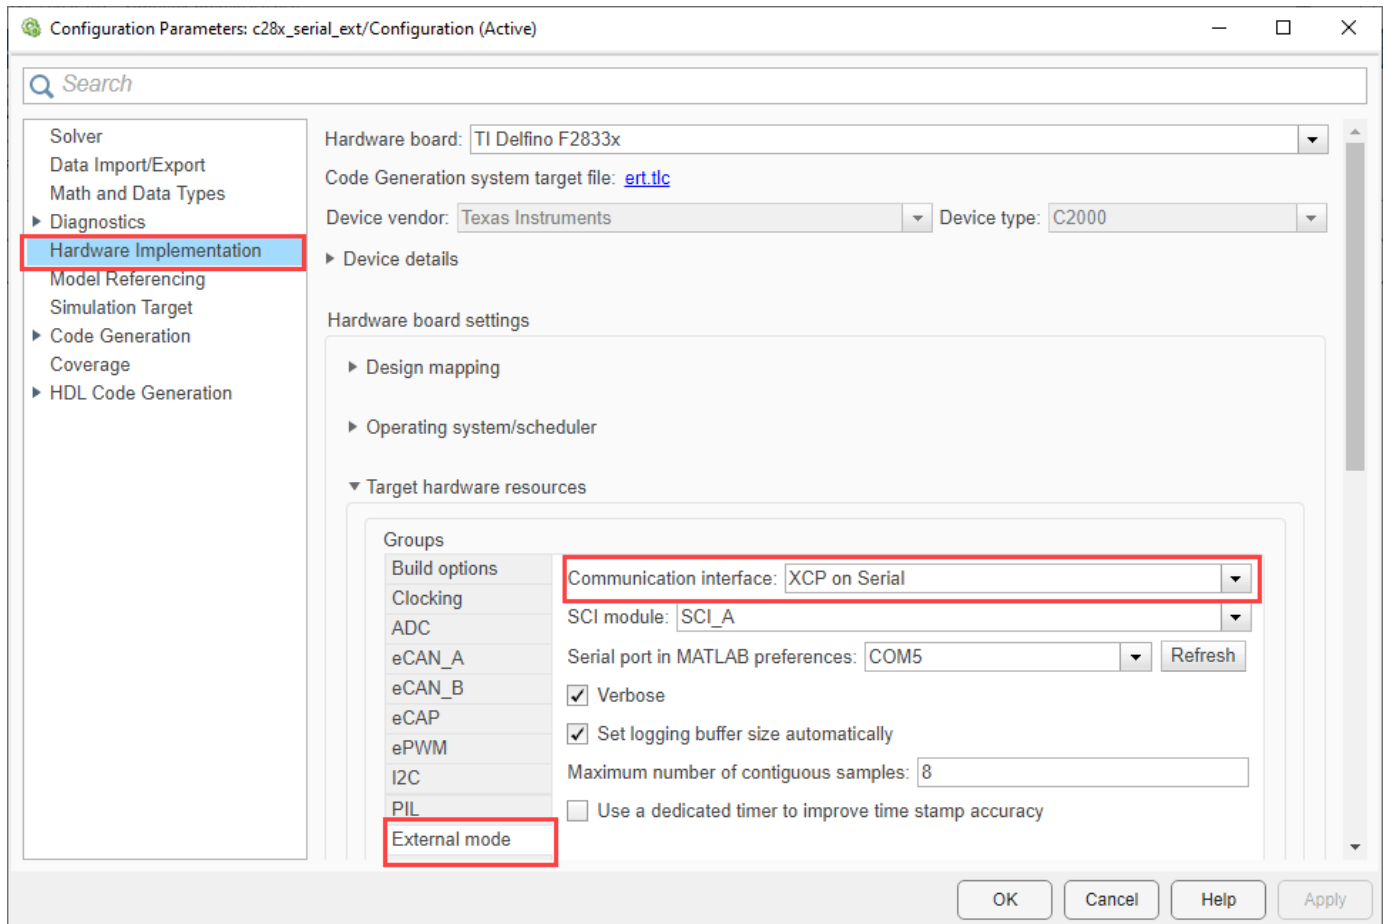 Configuration Parameters: c28x_serial_ext/Configuration (Active)
Search
Solver
Data Import/Export
Math and Data Types
Diagnostics
Hardware Implementation
Model Referencing
Simulation Target
Code Generation
Coverage
HDL Code Generation
Hardware board: TI Delfino F2833x
Code Generation system target file: ert.tlc
Device vendor: Texas Instruments Device type: C2000
Device details
Hardware board settings
Design mapping
Operating system/scheduler
Target hardware resources
Groups
Build options
Clocking
ADC
eCAN_A
eCAN_B
eCAP
ePWM
I2C
PIL
External mode
Communication interface: XCP on Serial
SCI module: SCI_A
Serial port in MATLAB preferences: COM5 Refresh
Verbose
Set logging buffer size automatically
Maximum number of contiguous samples: 8
Use a dedicated timer to improve time stamp accuracy
OK Cancel Help Apply